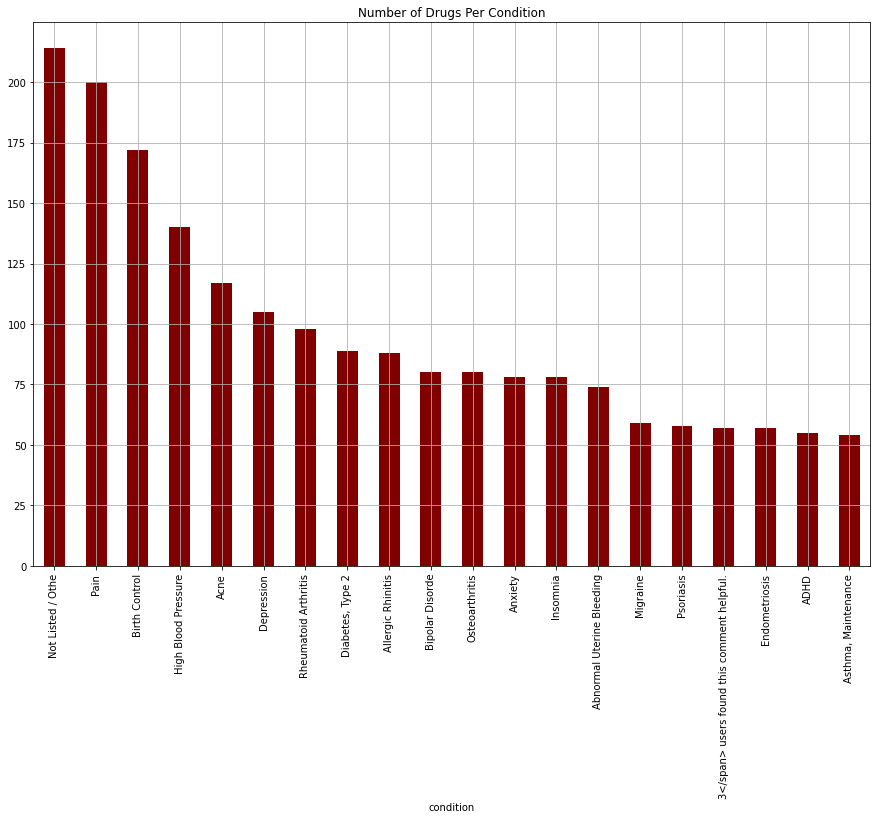 Number of Drugs Per Condition
200
175
150
125
100
75
50
25
0
Not Listed / Othe
Pain
Birth Control
High Blood Pressure
Acne
Depression
Rheumatoid Arthritis
Diabetes, Type 2
Allergic Rhinitis
Bipolar Disorde
Osteoarthritis
Anxiety
Insomnia
Abnormal Uterine Bleeding
Migraine
Psoriasis
3</span> users found this comment helpful.
Endometriosis
ADHD
Asthma, Maintenance
condition